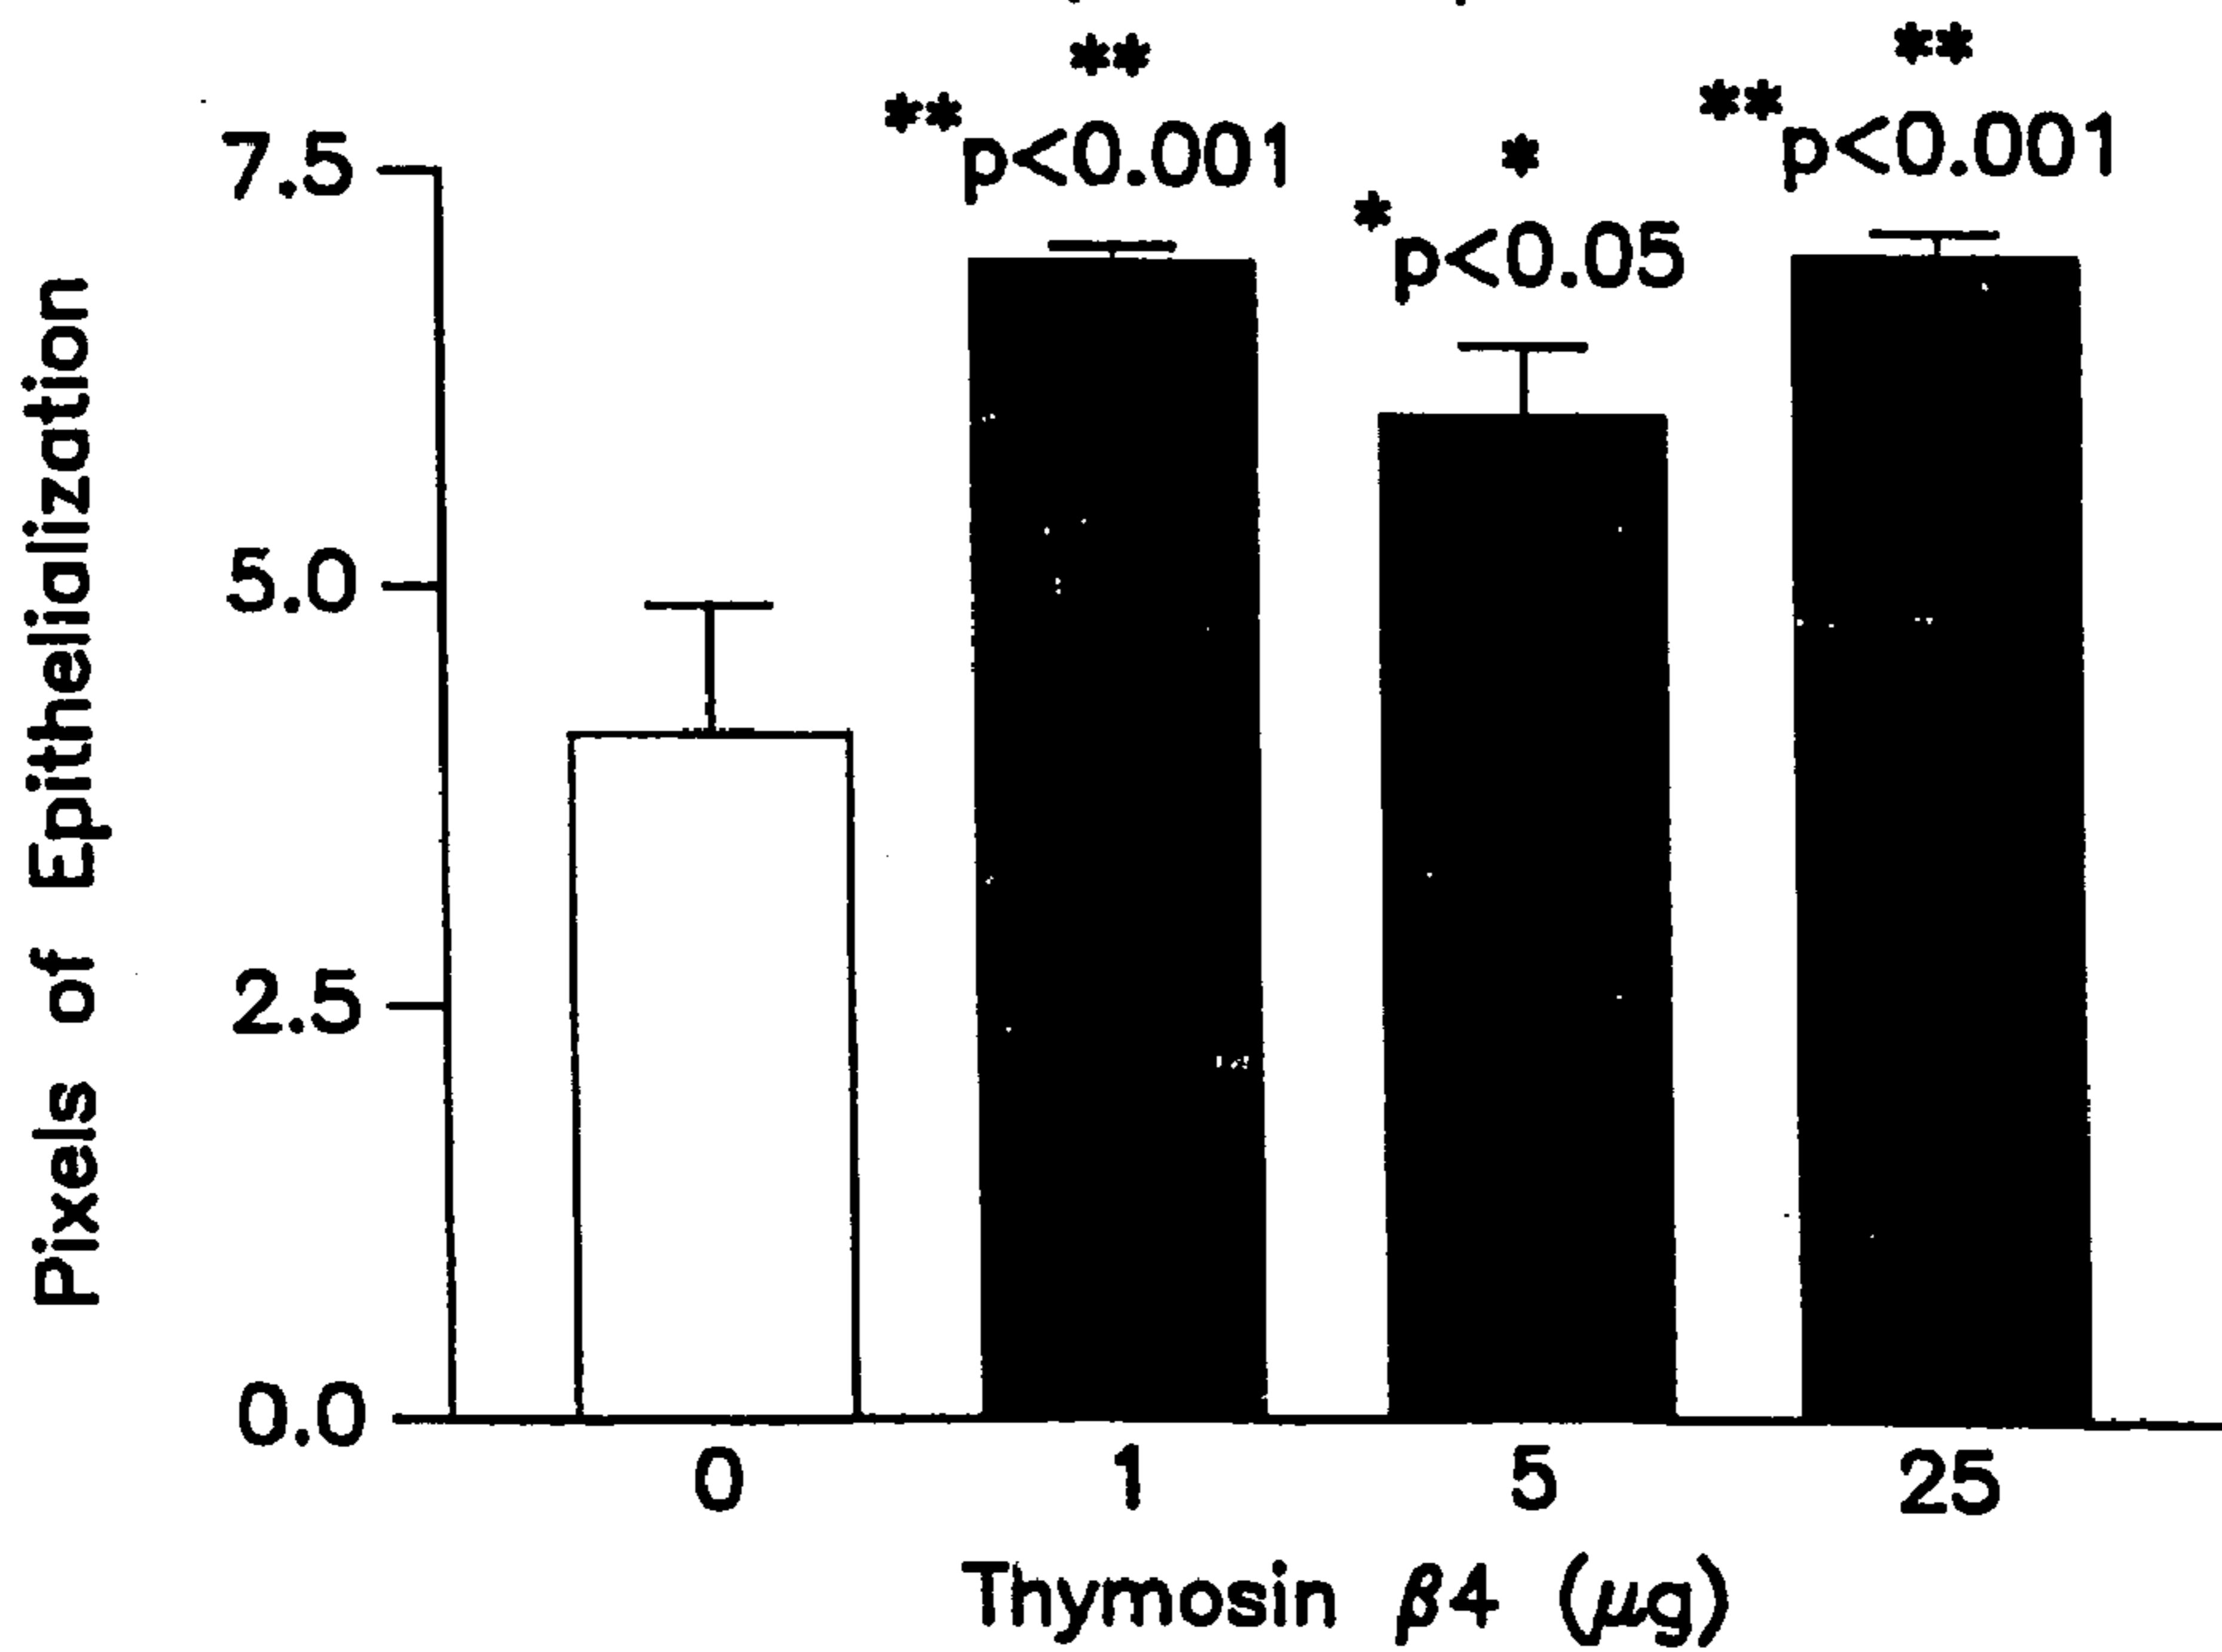 **
**
**p<0.001
**p<0.001
*
*p<0.05
7.5
5.0
2.5
0.0
Pixels of Epithelialization
0
1
5
25
Thymosin β4 (μg)